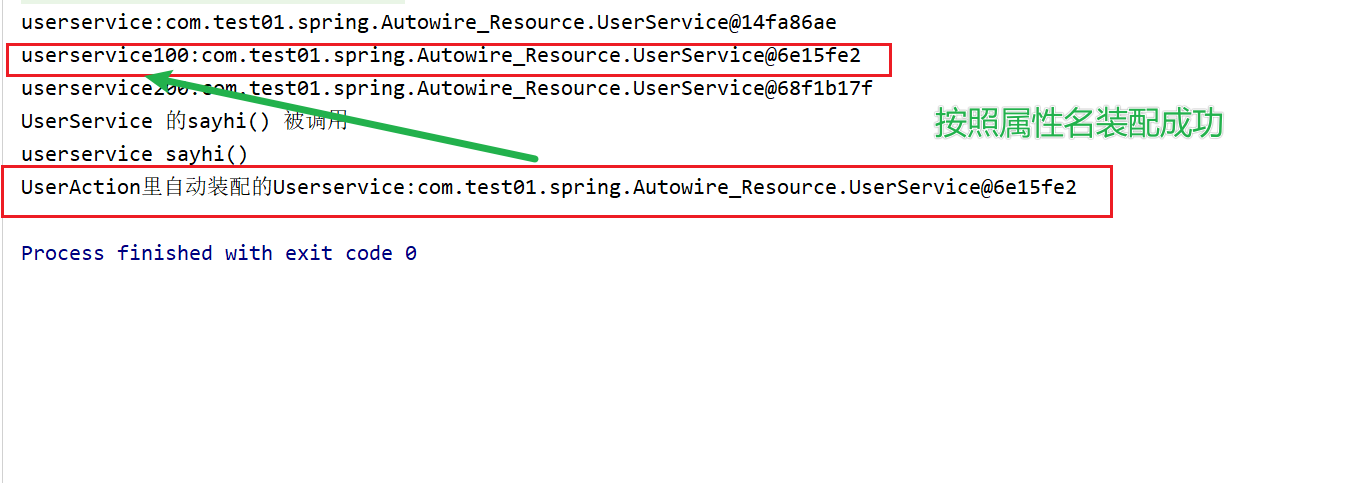 userservice:com.test01.spring.Autowire_Resource.UserService@14fa86ae
userservice100:com.test01.spring.Autowire_Resource.UserService@6e15fe2
userservice200:com.test01.spring.Autowire_Resource.UserService@68f1b17f
UserService 的sayhi() 被调用
按照属性名装配成功
userservice sayhi()
UserAction里自动装配的Userservice:com.test01.spring.Autowire_Resource.UserService@6e15fe2
Process finished with exit code 0